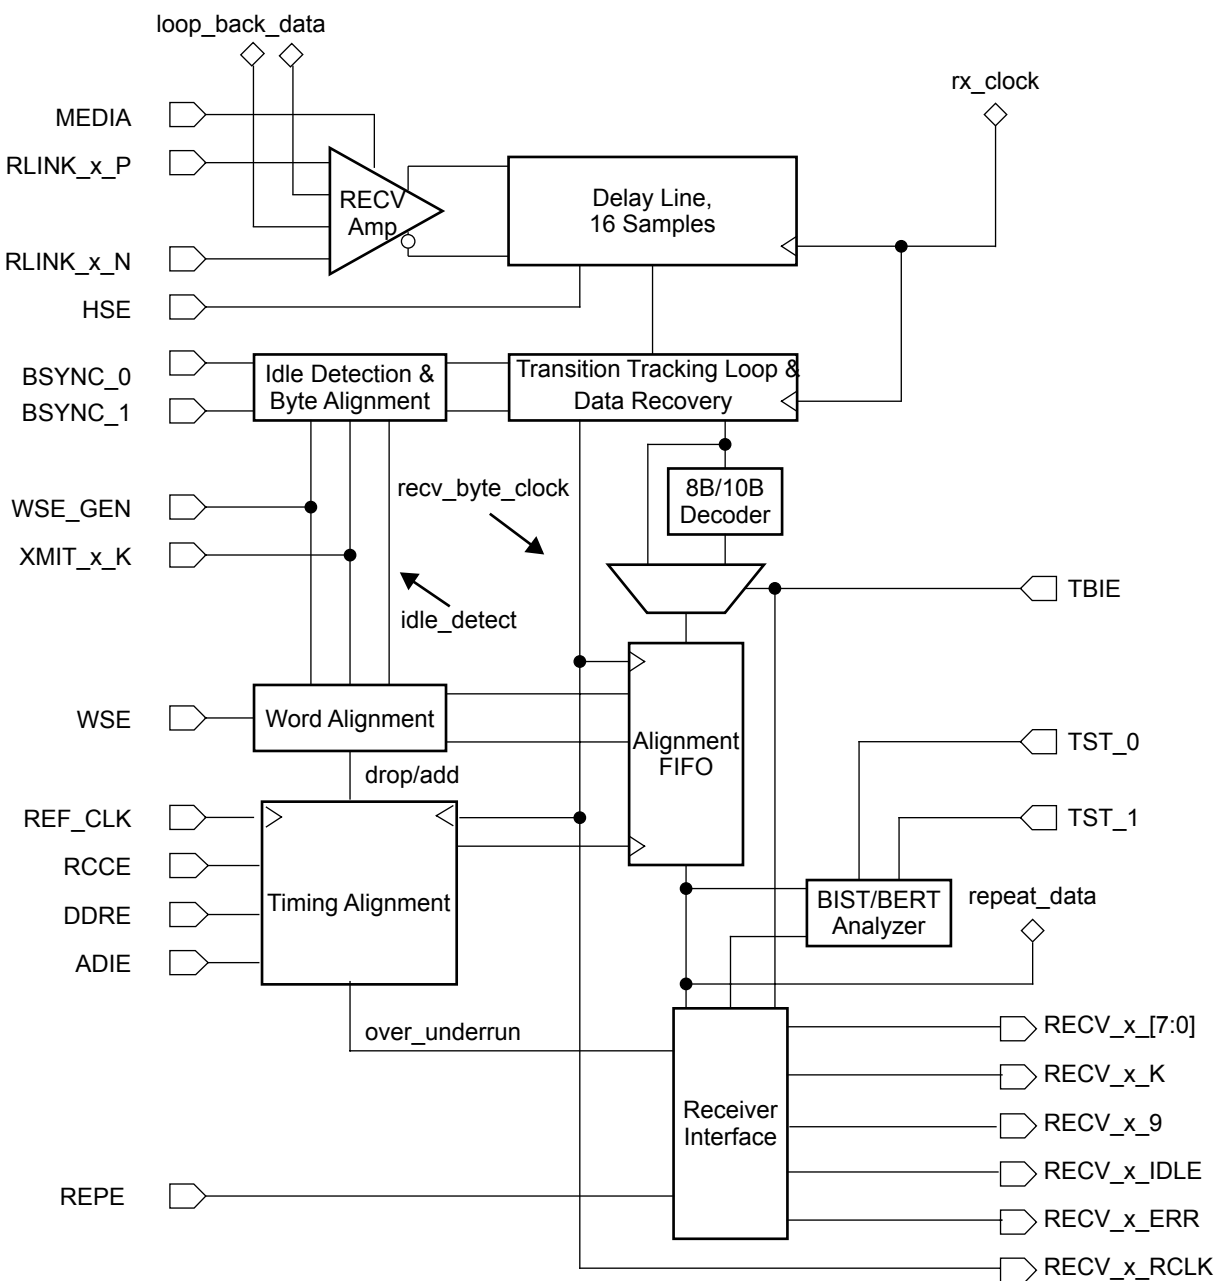 loop_back_data
rx_clock
MEDIA
RLINK_x_P
RECV
Amp
Delay Line,
16 Samples
RLINK_x_N
HSE
BSYNC_0
BSYNC_1
Idle Detection &
Byte Alignment
Transition Tracking Loop &
Data Recovery
recv_byte_clock
8B/10B
Decoder
WSE_GEN
XMIT_x_K
idle_detect
TBIE
WSE
Word Alignment
Alignment
FIFO
TST_0
drop/add
REF_CLK
TST_1
RCCE
DDRE
ADIE
Timing Alignment
BIST/BERT
Analyzer
repeat_data
over_underrun
RECV_x_[7:0]
RECV_x_K
Receiver
Interface
RECV_x_9
RECV_x_IDLE
REPE
RECV_x_ERR
RECV_x_RCLK